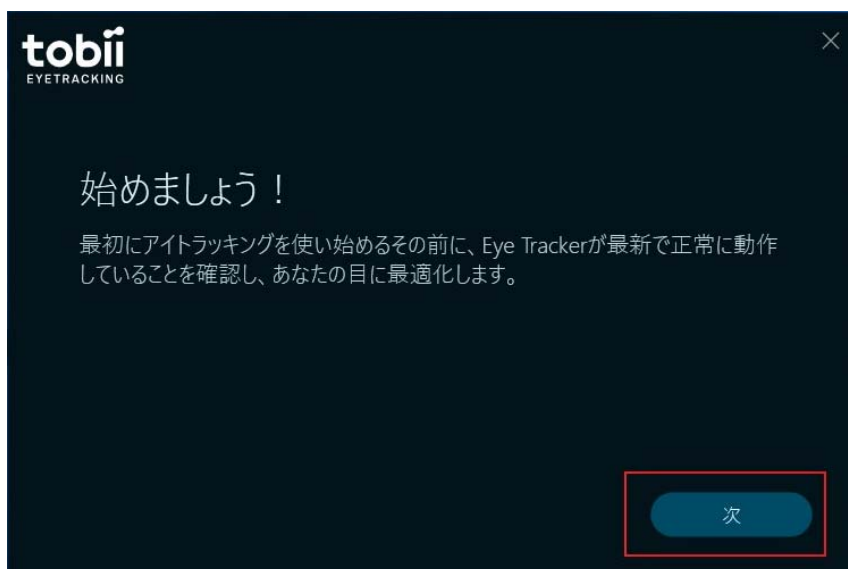 tobii
EYETRACKING
始めましょう！
最初にアイトラッキングを使い始めるその前に、Eye Trackerが最新で正常に動作
していることを確認し、あなたの目に最適化します。
次